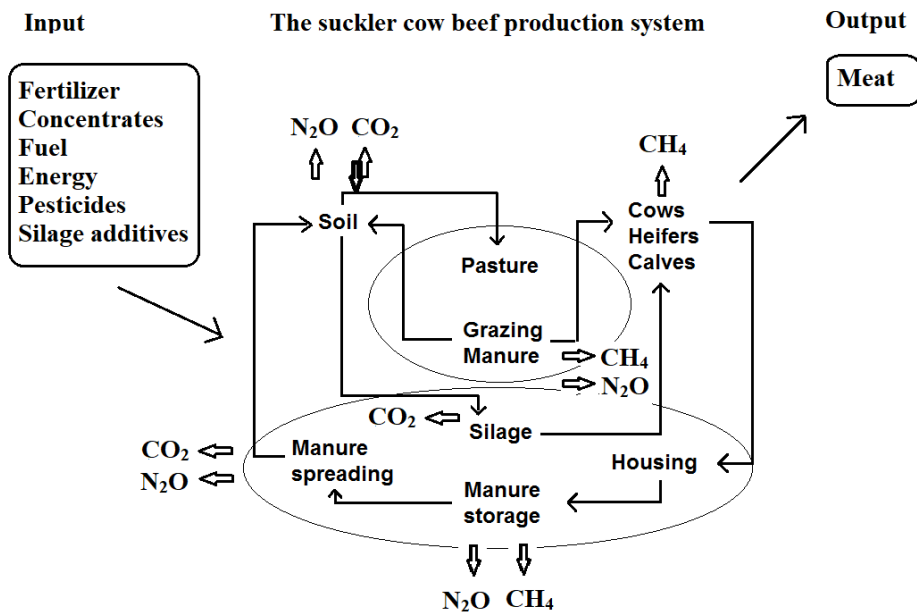 Input
The suckler cow beef production system
Output
Fertilizer
Concentrates
Fuel
Energy
Pesticides
Silage additives
Meat
N₂O CO₂
CH₄
Soil
Cows
Heifers
Calves
Pasture
Grazing
Manure
CH₄
N₂O
CO₂
Silage
CO₂
N₂O
Manure
spreading
Housing
Manure
storage
N₂O CH₄